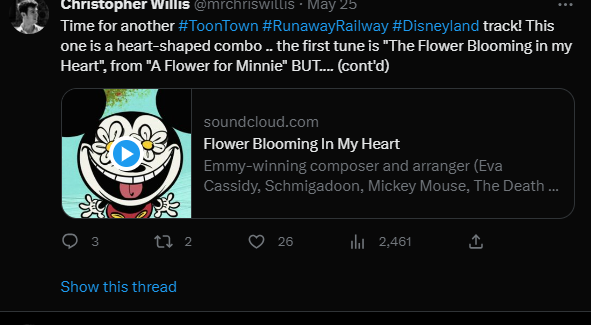 Christopher Willis @mrchriswillis · May 25 ...
Time for another #ToonTown #RunawayRailway #Disneyland track! This
one is a heart-shaped combo .. the first tune is "The Flower Blooming in my
Heart", from "A Flower for Minnie" BUT.... (cont'd)
soundcloud.com
Flower Blooming In My Heart
Emmy-winning composer and arranger (Eva
Cassidy, Schmigadoon, Mickey Mouse, The Death ...
3 2 26 2,461
Show this thread